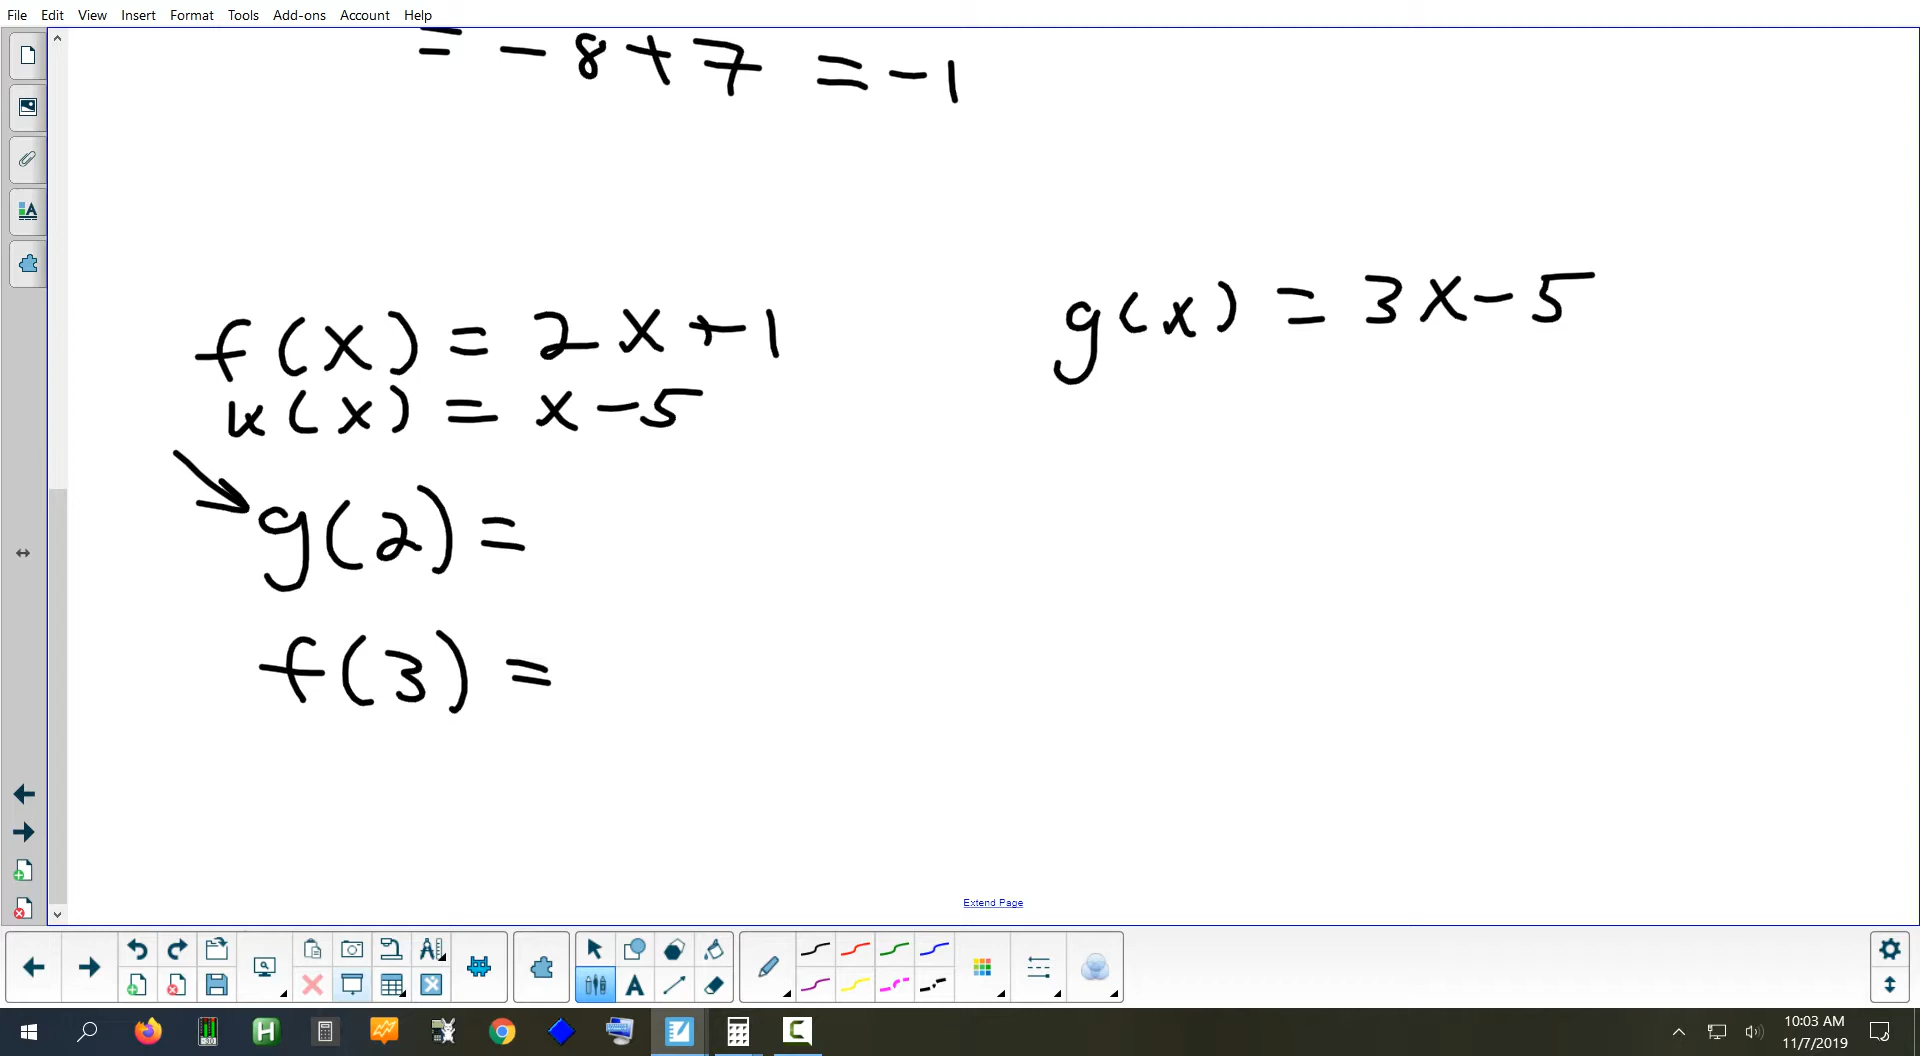 File Edit View Insert Format Tools Add-ons Account Help
= - 8 + 7 = - 1
f(x) = 2x + 1
g(x) = 3x - 5
k(x) = x - 5
g(2) =
f(3) =
Extend Page
10:03 AM
11/7/2019